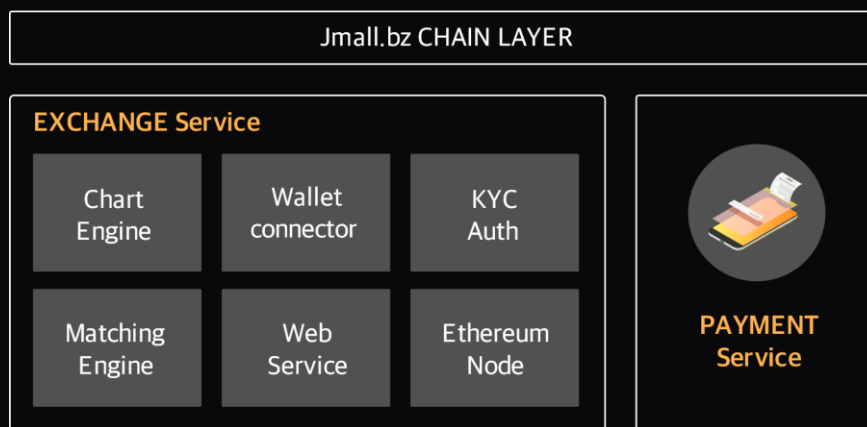 Jmall.bz CHAIN LAYER
EXCHANGE Service
Chart
Engine
Wallet
connector
KYC
Auth
Matching
Engine
Web
Service
Ethereum
Node
PAYMENT
Service